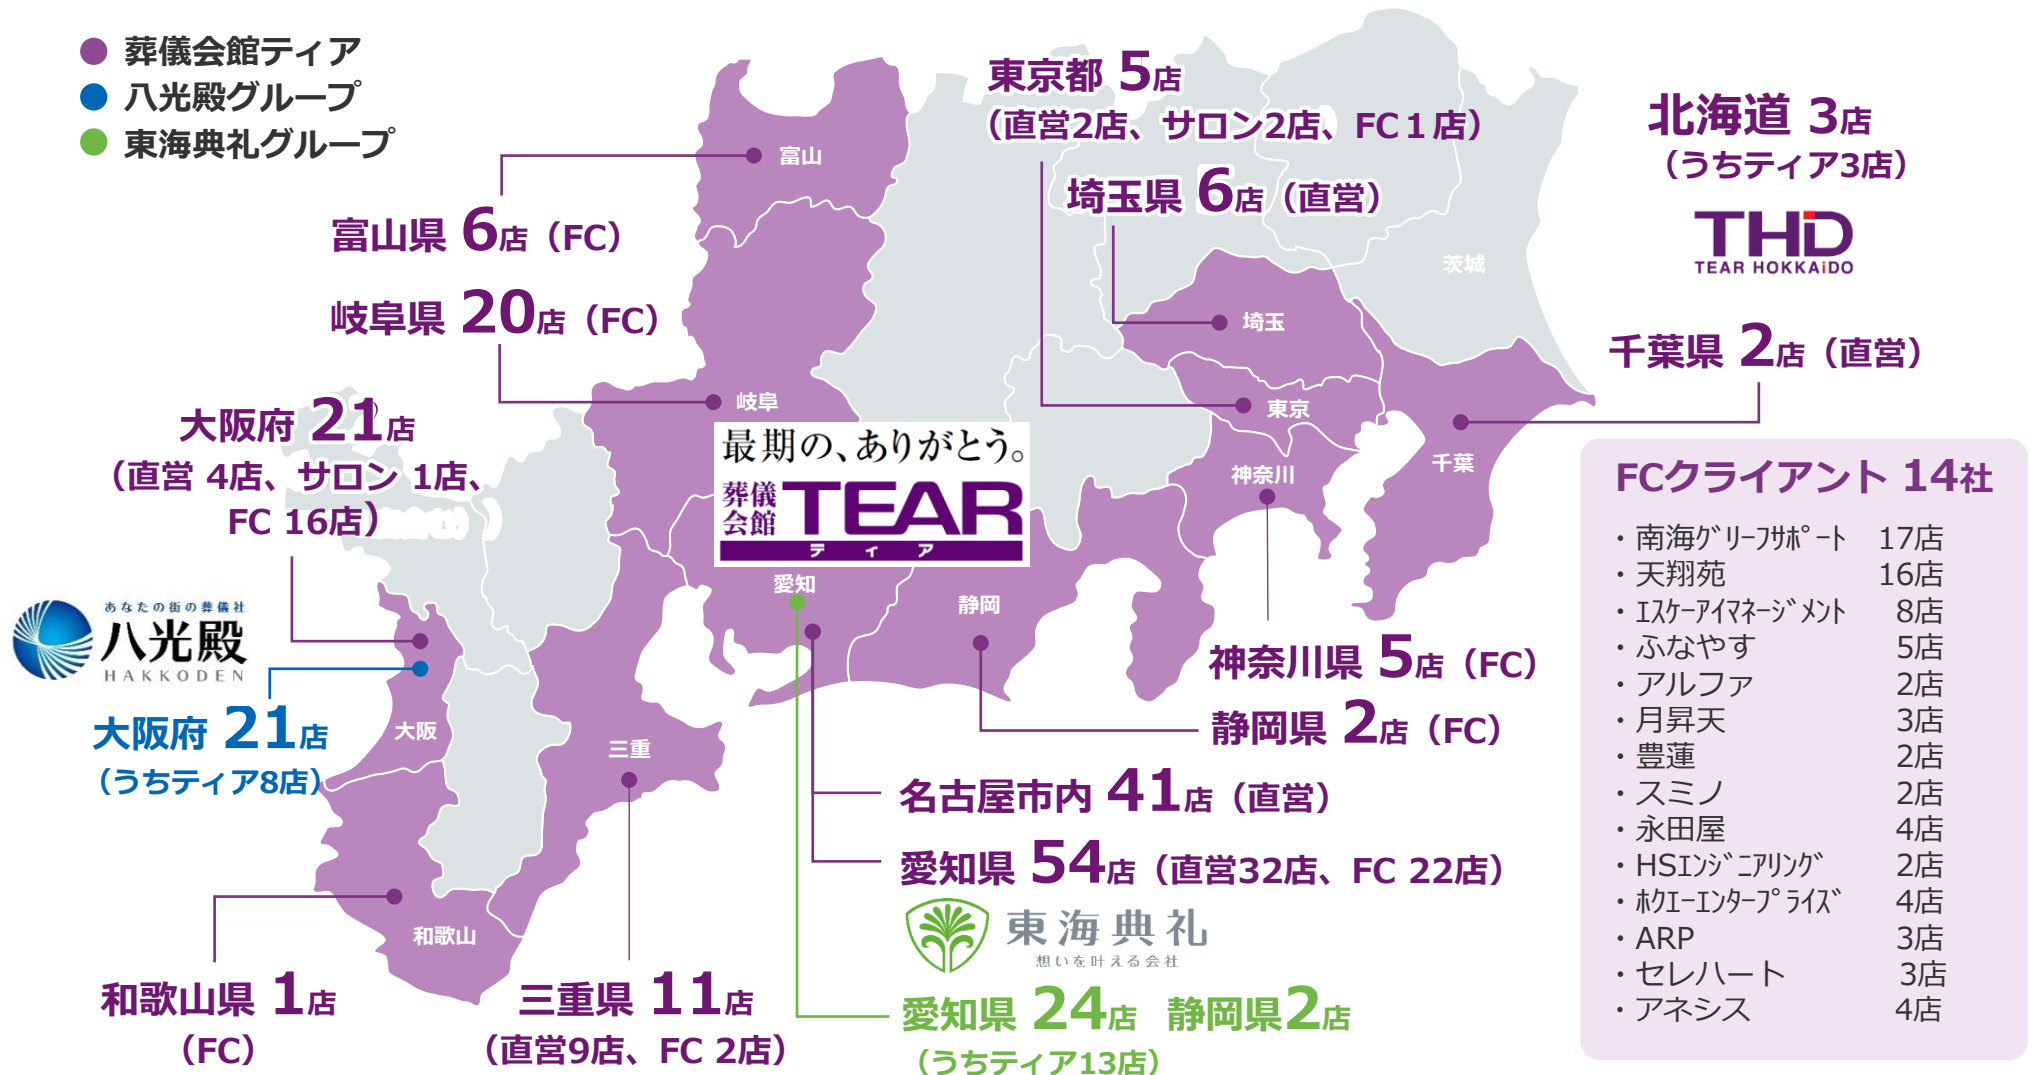 葬儀会館ティア
八光殿グループ
東海典礼グループ
東京都 5店
（直営2店、サロン2店、FC１店）
埼玉県 6店（直営）
北海道 3店
（うちティア3店）
THD
TEAR HOKKAiDO
富山
富山県 6店（FC）
岐阜県 20店（FC）
茨城
埼玉
千葉県 2店（直営）
岐阜
東京
神奈川
千葉
大阪府 21店
（直営 4店、サロン 1店、
FC 16店）
最期の、ありがとう。
葬儀会館 TEAR
ティア
愛知
静岡
あなたの街の葬儀社
八光殿
HAKKODEN
大阪府 21店
（うちティア8店）
大阪
三重
和歌山
神奈川県 5店（FC）
静岡県 2店（FC）
名古屋市内 41店（直営）
愛知県 54店（直営32店、FC 22店）
東海典礼
想いを叶える会社
愛知県 24店 静岡県2店
（うちティア13店）
和歌山県 1店
（FC）
三重県 11店
（直営9店、FC 2店）
FCクライアント 14社
・南海ｸﾞﾘｰﾌｻﾎﾟｰﾄ 17店
・天翔苑 16店
・ｴｽｹｰｱｲﾏﾈｰｼﾞﾒﾝﾄ 8店
・ふなやす 5店
・アルファ 2店
・月昇天 3店
・豊蓮 2店
・スミノ 2店
・永田屋 4店
・HSｴﾝｼﾞﾆｱﾘﾝｸﾞ 2店
・ﾎｸｴｰｴﾝﾀｰﾌﾟﾗｲｽﾞ 4店
・ARP 3店
・セレハート 3店
・アネシス 4店